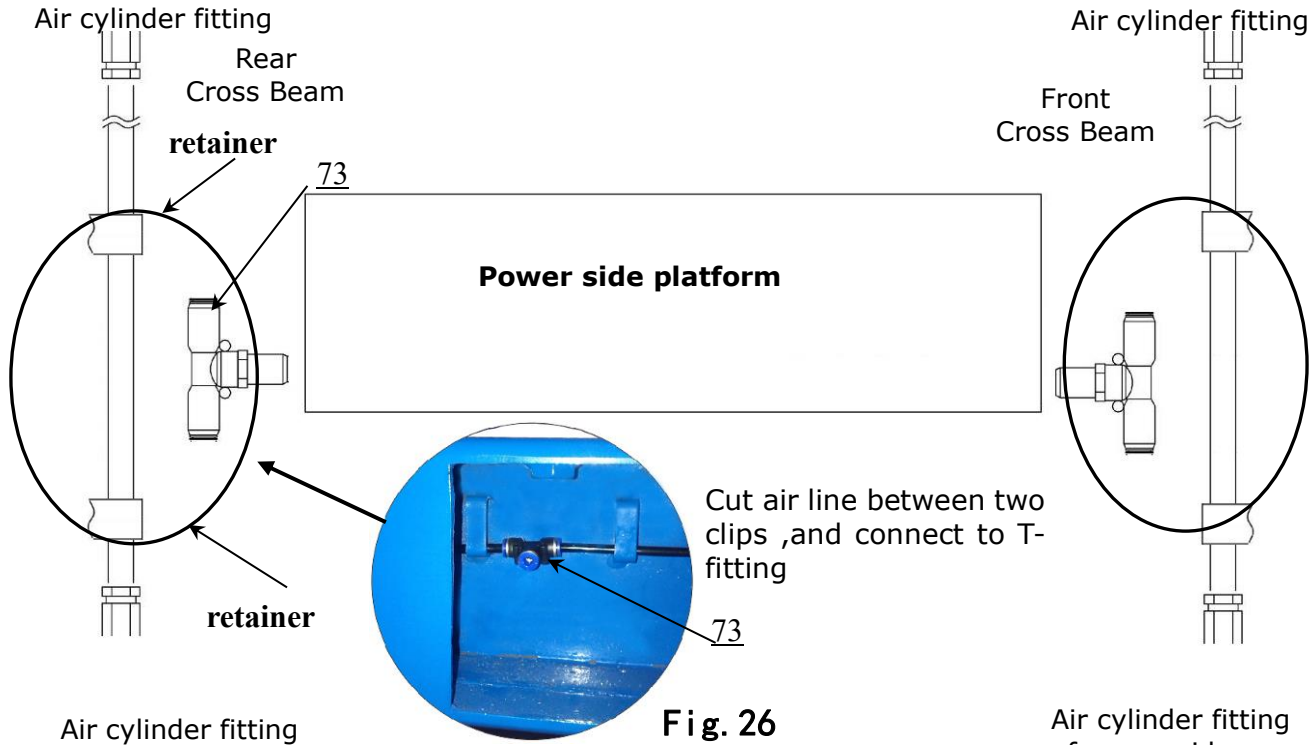 Air cylinder fitting
Air cylinder fitting
Rear
Cross Beam
Front
Cross Beam
retainer
73
Power side platform
Cut air line between two
clips ,and connect to T-
fitting
retainer
73
Fig. 26
Air cylinder fitting
Air cylinder fitting